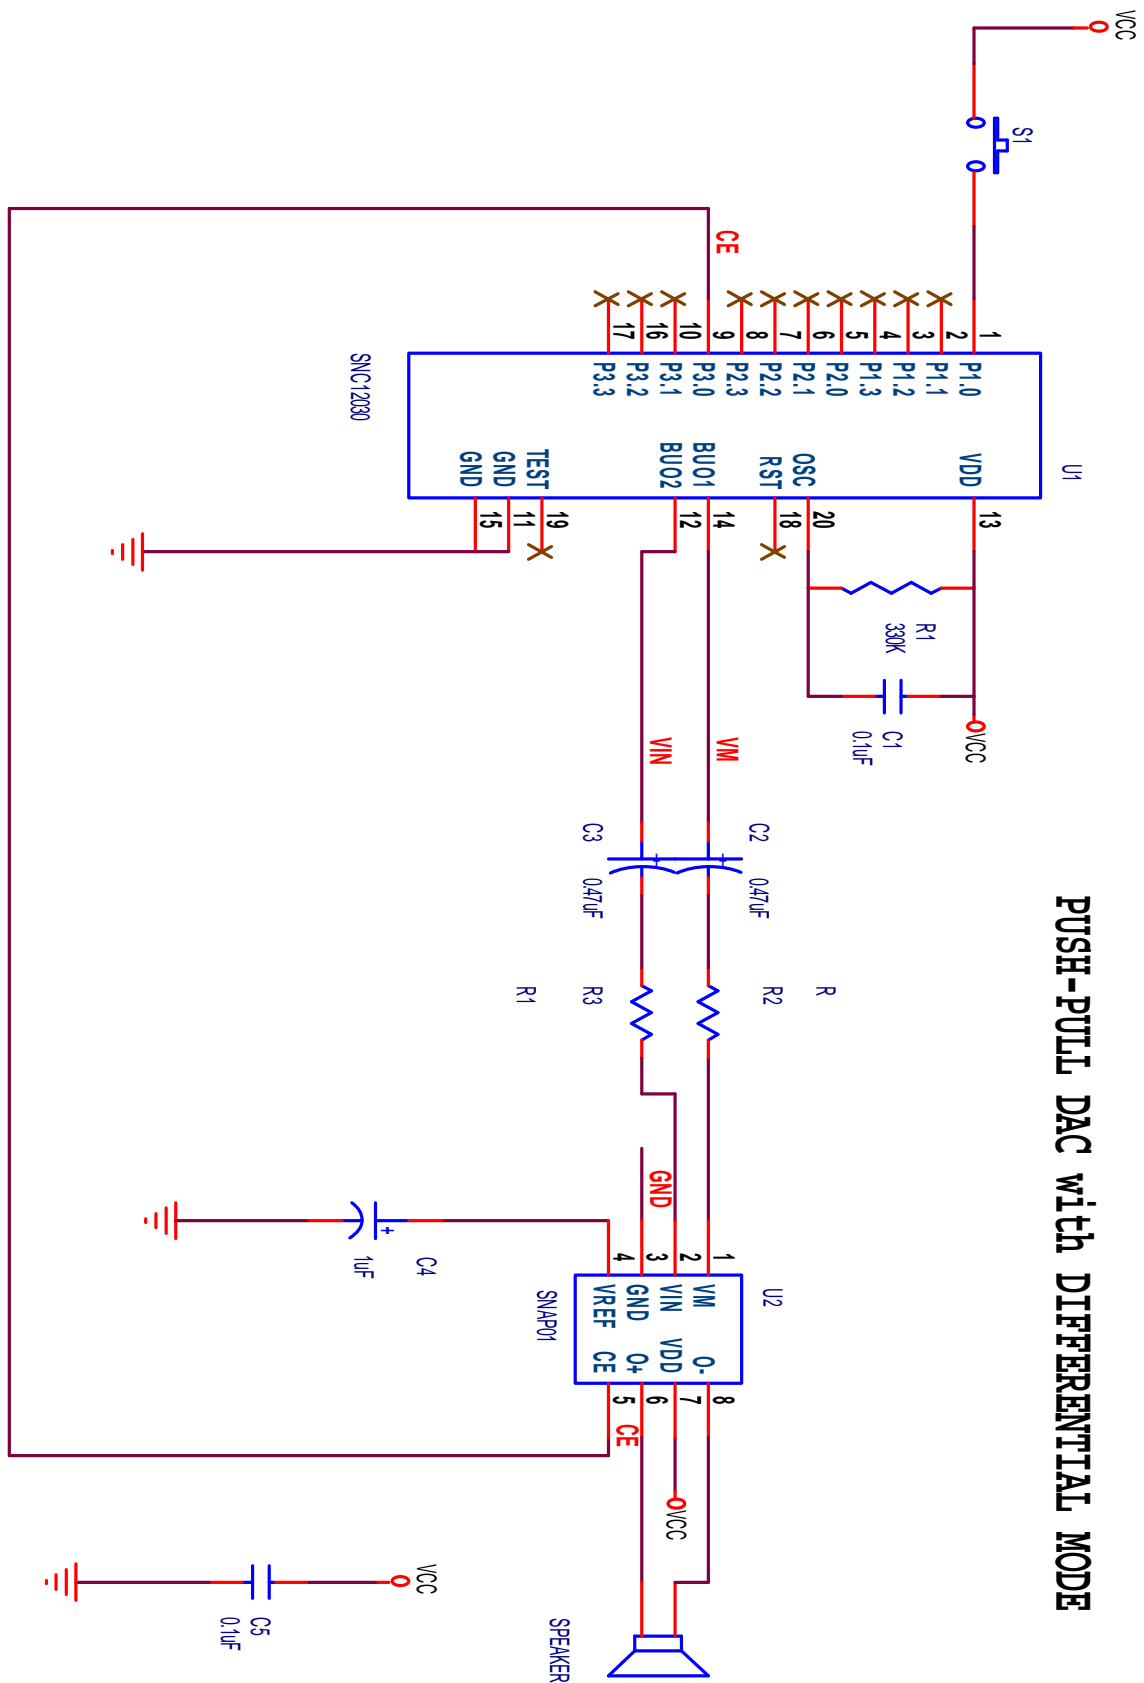 PUSH-PULL DAC with DIFFERENTIAL MODE
VCC
S1
CE
1
2
3
4
5
6
7
8
9
10
16
17
P1.0
P1.1
P1.2
P1.3
P2.0
P2.1
P2.2
P2.3
P3.0
P3.1
P3.2
P3.3
SNC12030
U1
VDD
OSC
RST
BUO1
BUO2
TEST
GND
GND
13
20
18
14
12
19
11
15
R1
330K
VCC
C1
0.1uF
VM
VIN
C2
0.47uF
C3
0.47uF
R
R2
R3
R1
GND
C4
1uF
1
2
3
4
U2
VM
VIN
GND
VREF
O-
VDD
O+
CE
SNAP01
8
7
6
5
CE
VCC
VCC
C5
0.1uF
SPEAKER